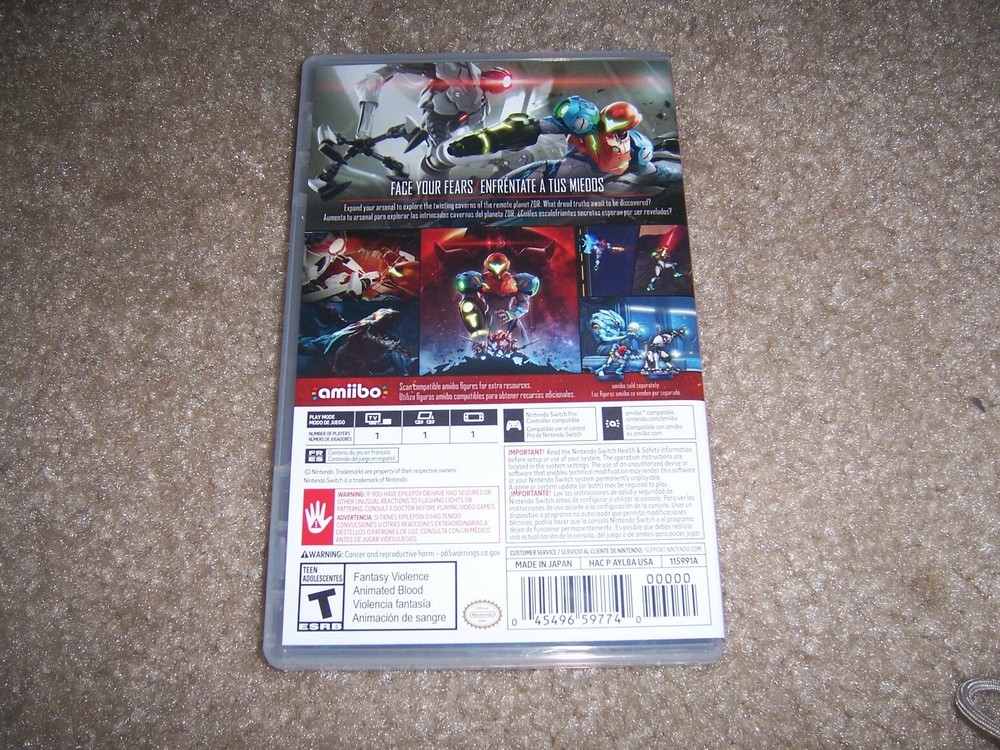 FACE YOUR FEARS / ENFRÉNTATE A TUS MIEDOS
Expand your arsenal to explore the twisting caverns of the remote planet ZDR. What dread truths await to be discovered?
Aumenta tu arsenal para explorar las intrincadas cavernas del planeta ZDR. ¿Cuáles escalofriantes secretos esperan por ser revelados?
amiibo
Scan compatible amiibo figures for extra resources.
Utiliza figuras amiibo compatibles para obtener recursos adicionales.
amiibo sold separately.
Las figuras amiibo se venden por separado.
PLAY MODE
MODO DE JUEGO
TV
NUMBER OF PLAYERS
NÚMERO DE JUGADORES
1 1 1
Nintendo Switch Pro
Controller compatible
Compatible con el control
Pro de Nintendo Switch
amiibo™ compatible
nintendo.com/amiibo
Compatible con amiibo
es.amiibo.com
FR Contenu du jeu en français
ES Contenido del juego en español
© Nintendo. Trademarks are property of their respective owners.
Nintendo Switch is a trademark of Nintendo.
WARNING: IF YOU HAVE EPILEPSY OR HAVE HAD SEIZURES OR
OTHER UNUSUAL REACTIONS TO FLASHING LIGHTS OR
PATTERNS, CONSULT A DOCTOR BEFORE PLAYING VIDEO GAMES.
ADVERTENCIA: SI TIENES EPILEPSIA O HAS TENIDO
CONVULSIONES U OTRAS REACCIONES EXTRAORDINARIAS A
DESTELLOS O PATRONES DE LUZ, CONSULTA CON UN MÉDICO
ANTES DE JUGAR VIDEOJUEGOS.
IMPORTANT! Read the Nintendo Switch Health & Safety Information
before setup or use of your system. The operation instructions are
located in the system settings. The use of an unauthorized device or
software that enables technical modification may render this software
or your Nintendo Switch system permanently unplayable.
A game or system update (or both) may be required to play.
¡IMPORTANTE! Lee las instrucciones de salud y seguridad de
Nintendo Switch antes de configurar o utilizar la consola. Para ver las
instrucciones de uso accede a la configuración de la consola. Usar un
dispositivo o programa no autorizado que permita modificaciones
técnicas, podría hacer que la consola Nintendo Switch o el programa
dejen de funcionar permanentemente. Es posible que debas realizar
una actualización de la consola, del juego o de ambos para poder jugar.
WARNING: Cancer and reproductive harm – p65warnings.ca.gov
CUSTOMER SERVICE / SERVICIO AL CLIENTE DE NINTENDO: SUPPORT.NINTENDO.COM
MADE IN JAPAN HAC P AYL8A USA 115991A
TEEN
ADOLESCENTES
T
ESRB
Fantasy Violence
Animated Blood
Violencia fantasía
Animación de sangre
Nintendo
00000
0 45496 59774 0